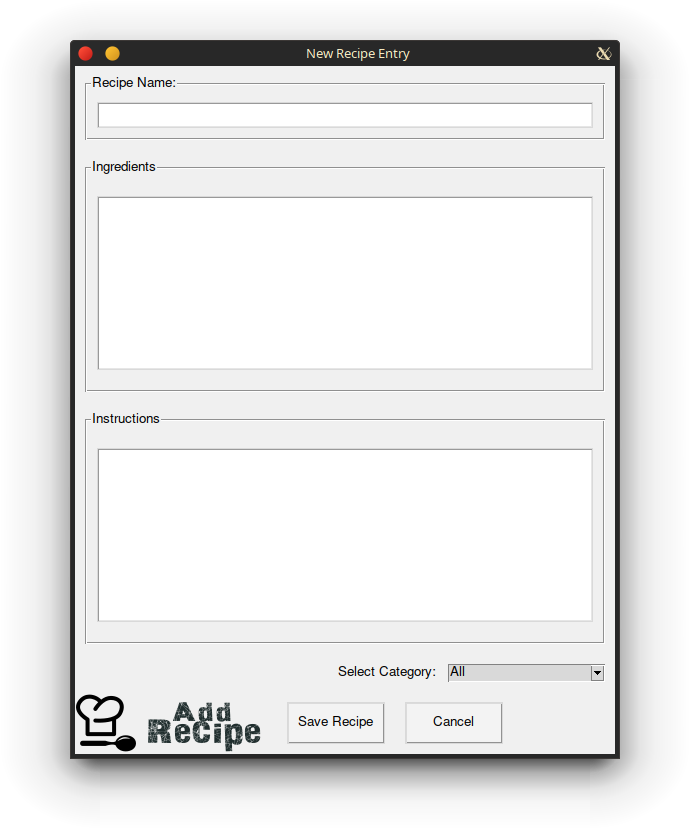 New Recipe Entry
Recipe Name:
Ingredients
Instructions
Select Category: All
Add
Recipe
Save Recipe
Cancel